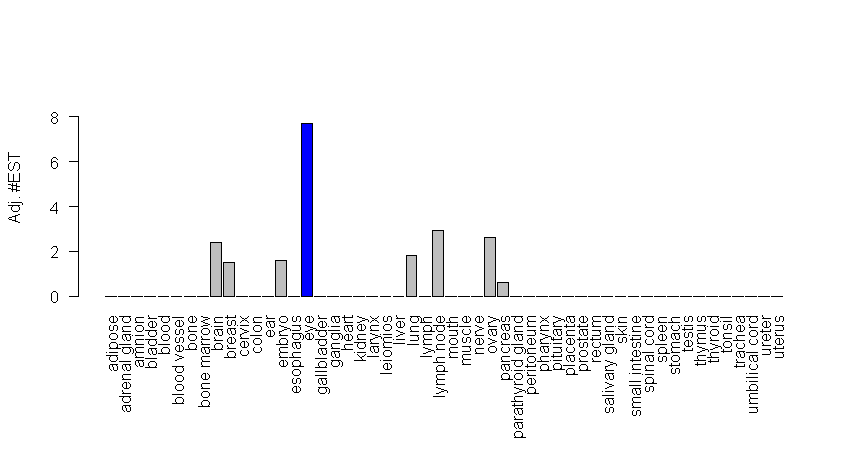 8
6
4
2
0
Adj. #EST
adipose
adrenal gland
amnion
bladder
blood
blood vessel
bone
bone marrow
brain
breast
cervix
colon
ear
embryo
esophagus
eye
gallbladder
ganglia
heart
kidney
larynx
leiomios
liver
lung
lymph
lymph node
mouth
muscle
nerve
ovary
pancreas
parathyroid gland
peritoneum
pharynx
pituitary
placenta
prostate
rectum
salivary gland
skin
small intestine
spinal cord
spleen
stomach
testis
thymus
thyroid
tonsil
trachea
umbilical cord
ureter
uterus